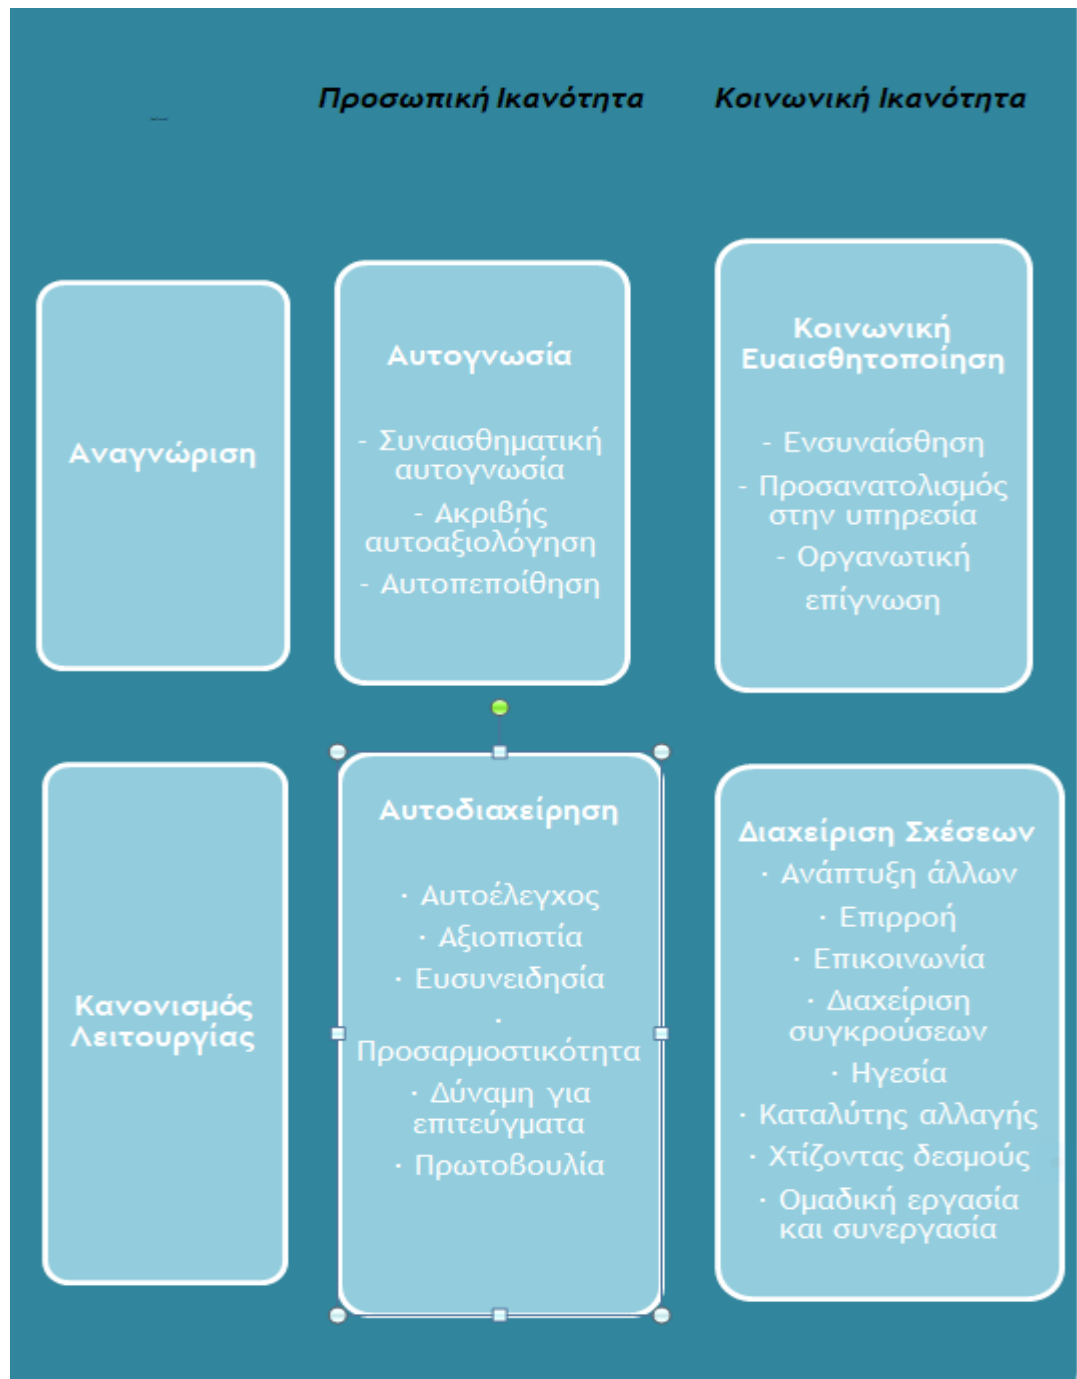 Προσωπική Ικανότητα
Κοινωνική Ικανότητα
Αναγνώριση
Αυτογνωσία
- Συναισθηματική
αυτογνωσία
- Ακριβής
αυτοαξιολόγηση
- Αυτοπεποίθηση
Κοινωνική
Ευαισθητοποίηση
- Ενσυναίσθηση
- Προσανατολισμός
στην υπηρεσία
- Οργανωτική
επίγνωση
Κανονισμός
Λειτουργίας
Αυτοδιαχείρηση
· Αυτοέλεγχος
· Αξιοπιστία
· Ευσυνειδησία
·
Προσαρμοστικότητα
· Δύναμη για
επιτεύγματα
· Πρωτοβουλία
Διαχείριση Σχέσεων
· Ανάπτυξη άλλων
· Επιρροή
· Επικοινωνία
· Διαχείριση
συγκρούσεων
· Ηγεσία
· Καταλύτης αλλαγής
· Χτίζοντας δεσμούς
· Ομαδική εργασία
και συνεργασία